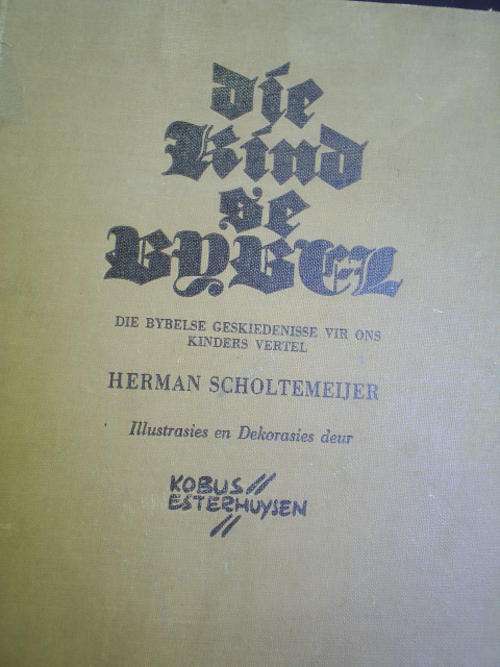 die
Kind
se
BYBEL
DIE BYBELSE GESKIEDENISSE VIR ONS
KINDERS VERTEL
HERMAN SCHOLTEMEIJER
Illustrasies en Dekorasies deur
KOBUS //
ESTERHUYSEN
//